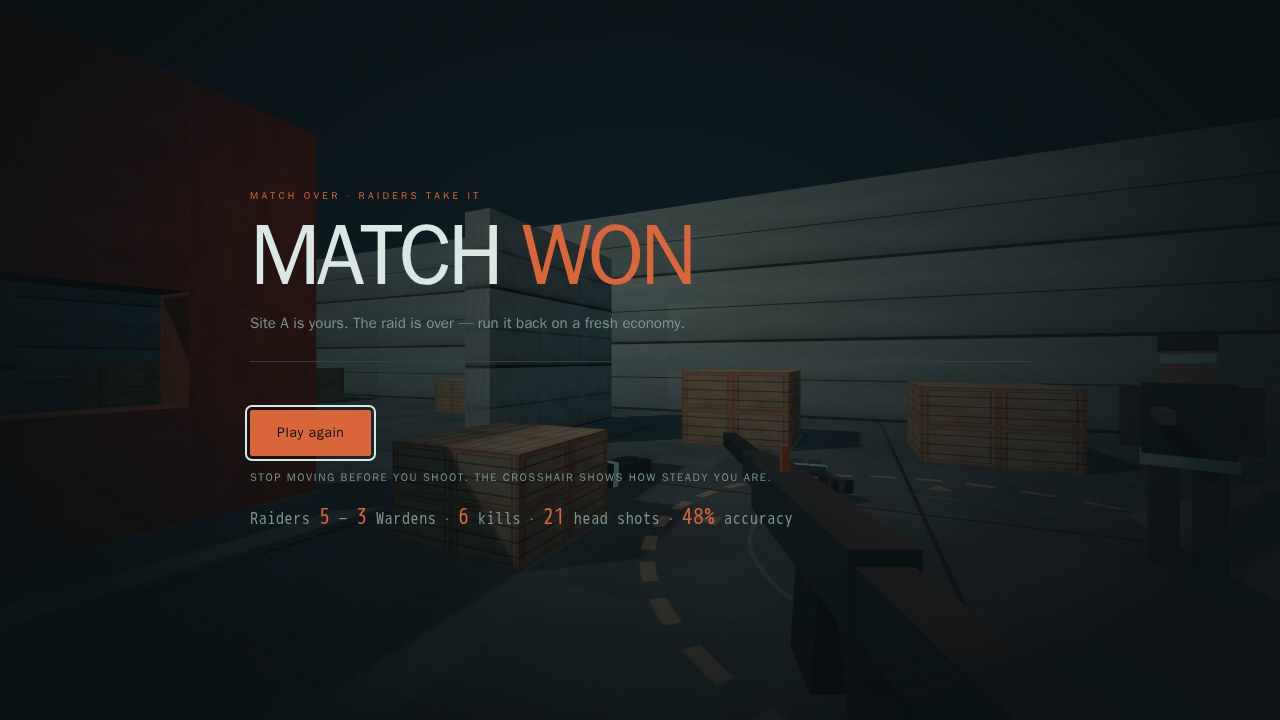 MATCH OVER · RAIDERS TAKE IT
MATCH WON
Site A is yours. The raid is over — run it back on a fresh economy.
Play again
STOP MOVING BEFORE YOU SHOOT. THE CROSSHAIR SHOWS HOW STEADY YOU ARE.
Raiders 5 – 3 Wardens · 6 kills · 21 head shots · 48% accuracy